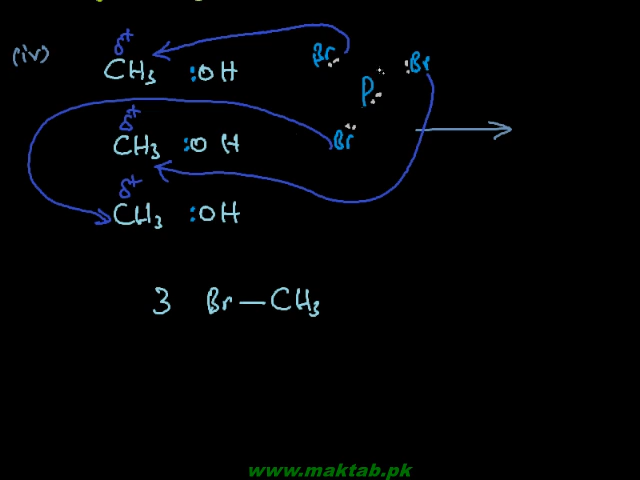 (iv) δ+ Br :Br
CH3 :OH P:
δ+
CH3 :OH Br
δ+
CH3 :OH
3 Br—CH3
www.maktab.pk